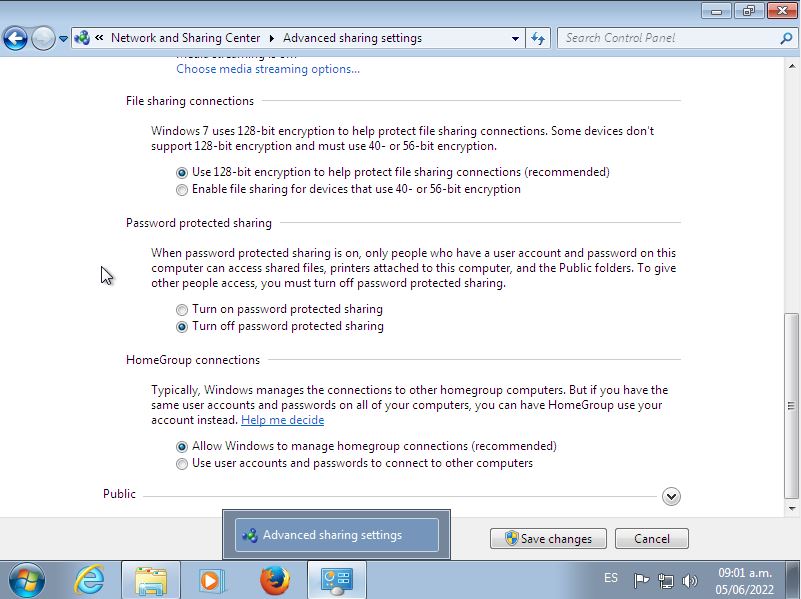 Network and Sharing Center ▸ Advanced sharing settings
Search Control Panel
Choose media streaming options...
File sharing connections
Windows 7 uses 128-bit encryption to help protect file sharing connections. Some devices don't
support 128-bit encryption and must use 40- or 56-bit encryption.
Use 128-bit encryption to help protect file sharing connections (recommended)
Enable file sharing for devices that use 40- or 56-bit encryption
Password protected sharing
When password protected sharing is on, only people who have a user account and password on this
computer can access shared files, printers attached to this computer, and the Public folders. To give
other people access, you must turn off password protected sharing.
Turn on password protected sharing
Turn off password protected sharing
HomeGroup connections
Typically, Windows manages the connections to other homegroup computers. But if you have the
same user accounts and passwords on all of your computers, you can have HomeGroup use your
account instead. Help me decide
Allow Windows to manage homegroup connections (recommended)
Use user accounts and passwords to connect to other computers
Public
Advanced sharing settings
Save changes
Cancel
ES
09:01 a.m.
05/06/2022